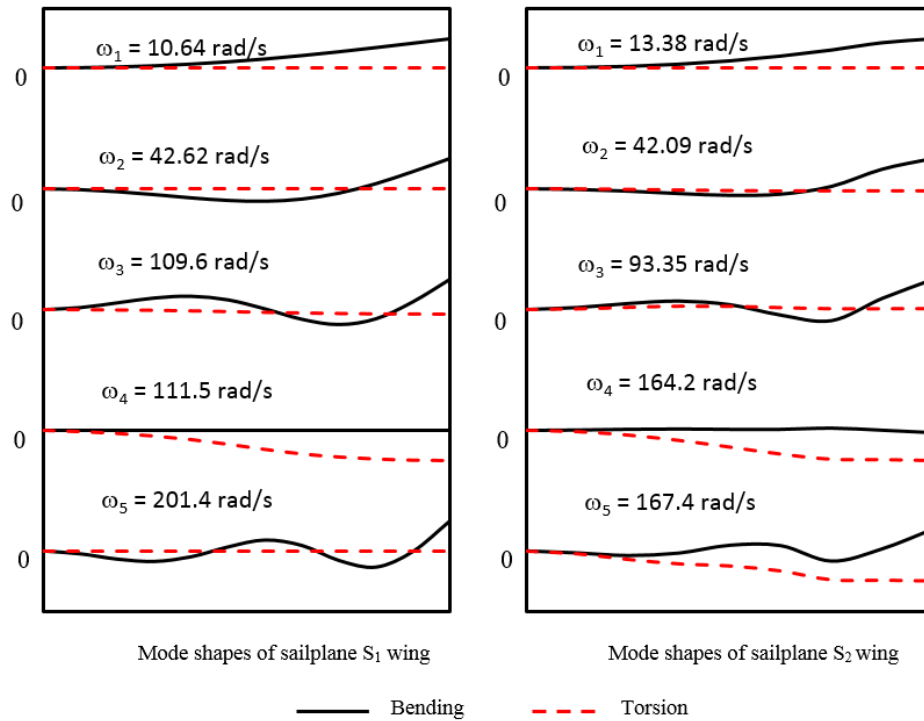 ω₁ = 10.64 rad/s
0
ω₂ = 42.62 rad/s
0
ω₃ = 109.6 rad/s
0
ω₄ = 111.5 rad/s
0
ω₅ = 201.4 rad/s
0
Mode shapes of sailplane S₁ wing
ω₁ = 13.38 rad/s
0
ω₂ = 42.09 rad/s
0
ω₃ = 93.35 rad/s
0
ω₄ = 164.2 rad/s
0
ω₅ = 167.4 rad/s
0
Mode shapes of sailplane S₂ wing
Bending
Torsion